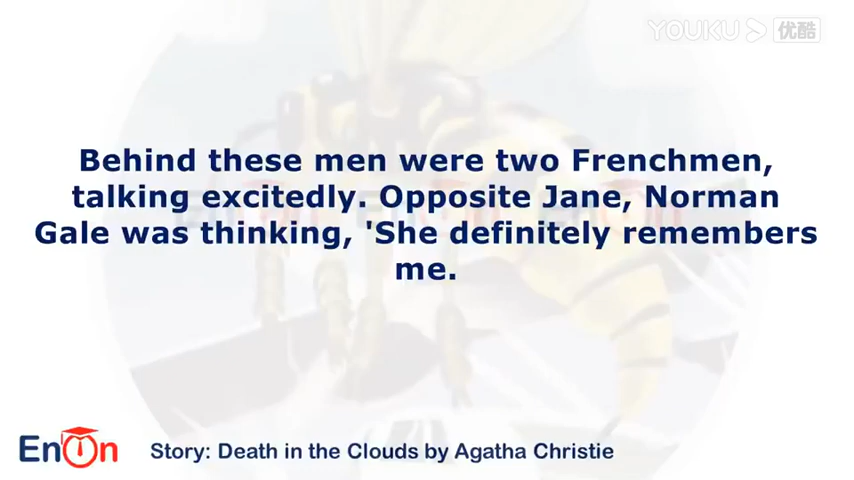 YOUKU 优酷
Behind these men were two Frenchmen,
talking excitedly. Opposite Jane, Norman
Gale was thinking, 'She definitely remembers
me.
EnOn
Story: Death in the Clouds by Agatha Christie